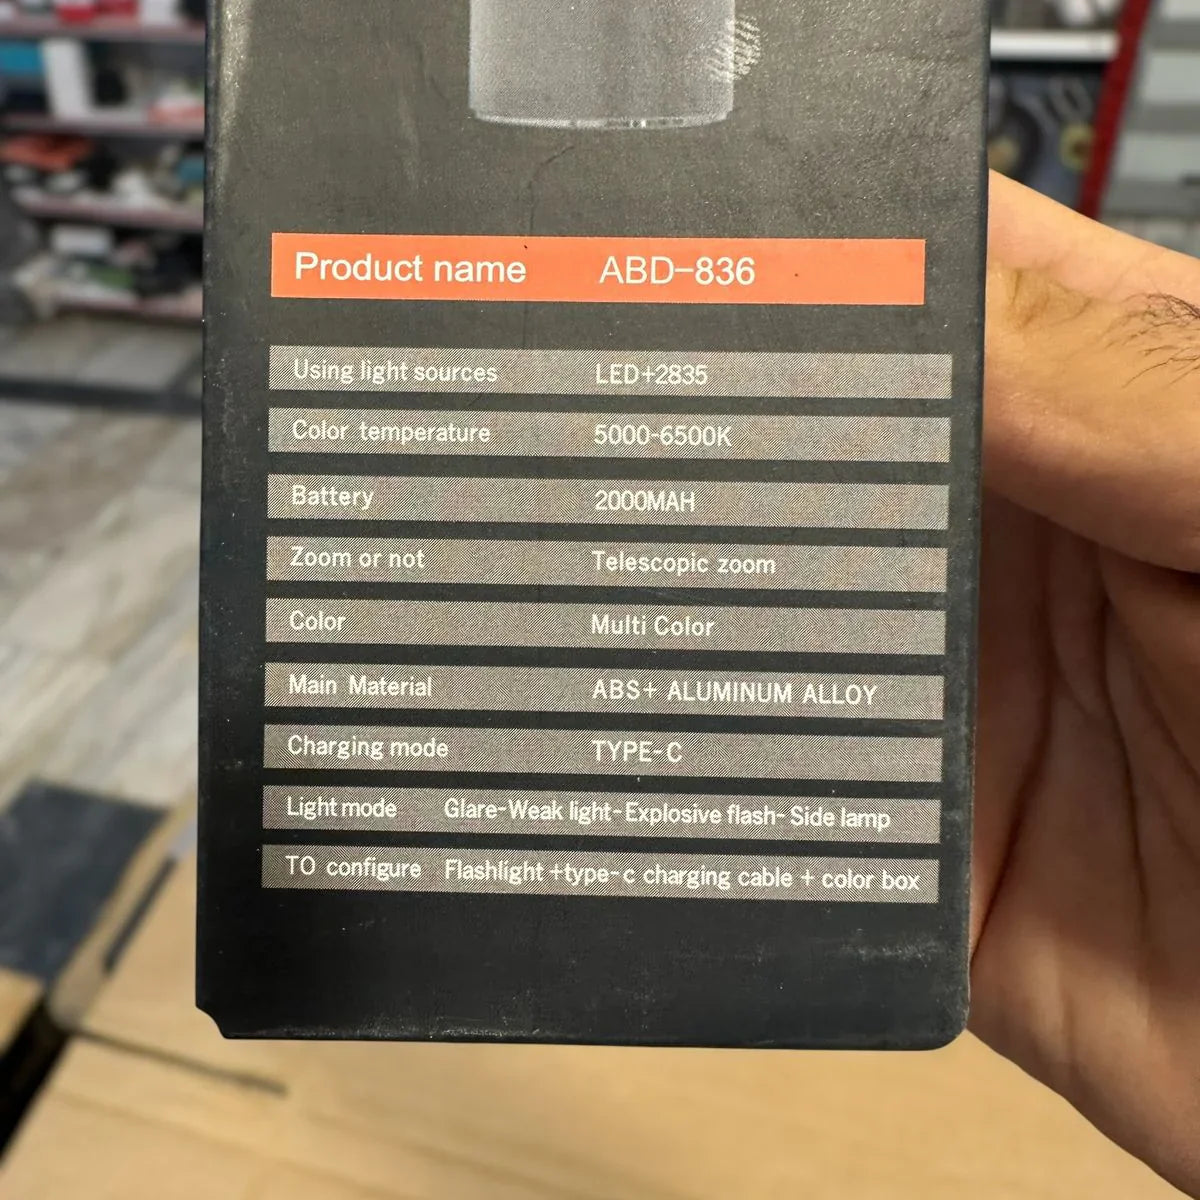 Product name ABD-836
Using light sources LED+2835
Color temperature 5000-6500K
Battery 2000MAH
Zoom or not Telescopic zoom
Color Multi Color
Main Material ABS+ ALUMINUM ALLOY
Charging mode TYPE-C
Light mode Glare-Weak light-Explosive flash- Side lamp
TO configure Flashlight +type-c charging cable + color box